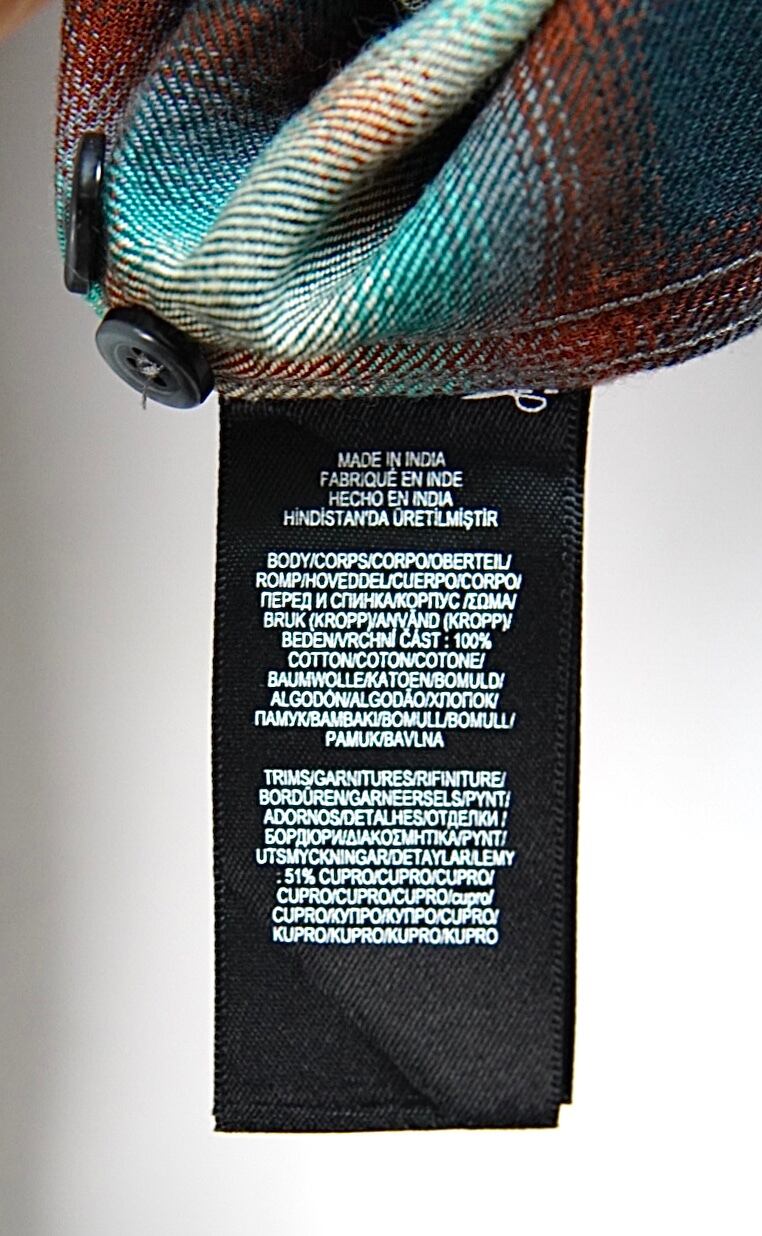 MADE IN INDIA
FABRIQUÉ EN INDE
HECHO EN INDIA
HİNDİSTAN'DA ÜRETİLMİŞTİR
BODY/CORPS/CORPO/OBERTEIL/
ROMP/HOVEDDEL/CUERPO/CORPO/
ПЕРЕД И СПИНКА/КОРПУС /ΣΩΜΑ/
BRUK (KROPP)/ANVÄND (KROPP)/
BEDEN/VRCHNÍ ČÁST : 100%
COTTON/COTON/COTONE/
BAUMWOLLE/KATOEN/BOMULD/
ALGODÓN/ALGODÃO/ХЛОПОК/
ПАМУК/ΒΑΜΒΑΚΙ/BOMULL/BOMULL/
PAMUK/BAVLNA
TRIMS/GARNITURES/RIFINITURE/
BORDÜREN/GARNEERSELS/PYNT/
ADORNOS/DETALHES/ОТДЕЛКИ /
БОРДЮРИ/ΔΙΑΚΟΣΜΗΤΙΚΑ/PYNT/
UTSMYCKNINGAR/DETAYLAR/LEMY
: 51% CUPRO/CUPRO/CUPRO/
CUPRO/CUPRO/CUPRO/cupro/
CUPRO/КУПРО/КУПРО/CUPRO/
KUPRO/KUPRO/KUPRO/KUPRO